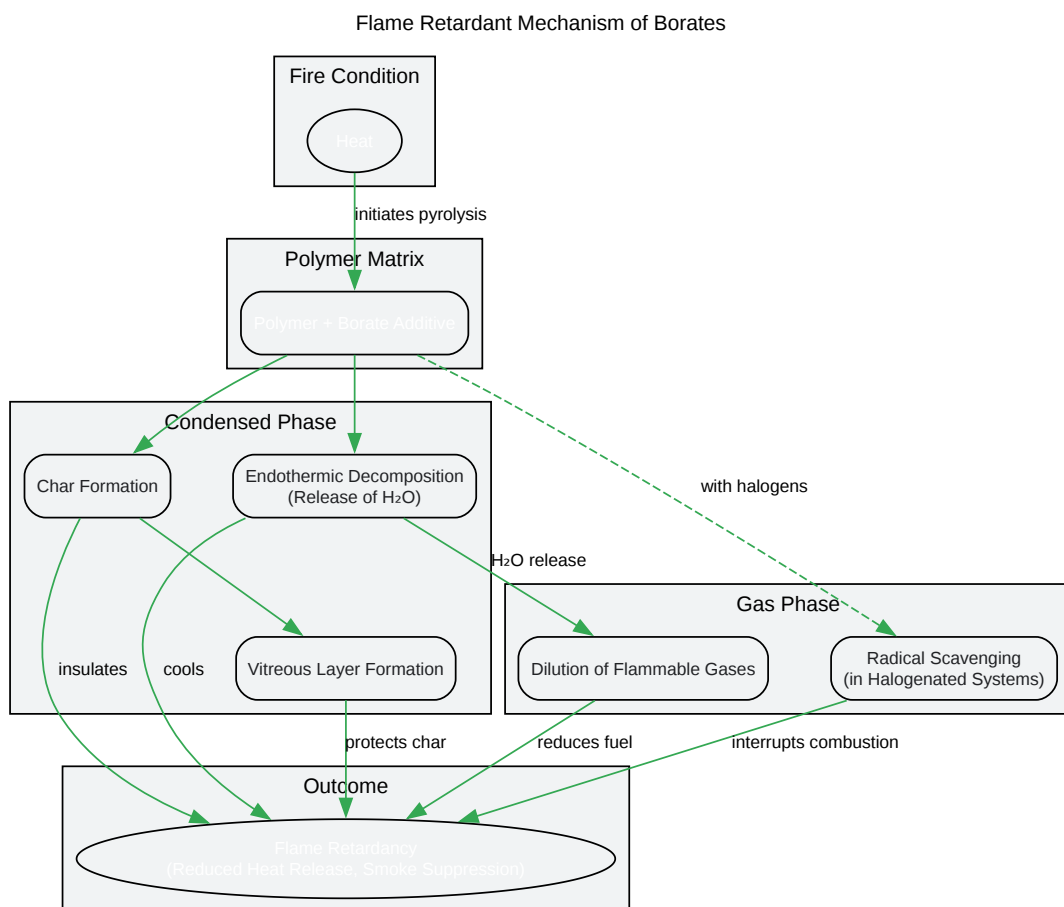 Flame Retardant Mechanism of Borates
Fire Condition
Heat
initiates pyrolysis
Polymer Matrix
Polymer + Borate Additive
Condensed Phase
Char Formation
Endothermic Decomposition
(Release of H₂O)
with halogens
H₂O release
Gas Phase
insulates
cools
Vitreous Layer Formation
Dilution of Flammable Gases
Radical Scavenging
(in Halogenated Systems)
protects char
reduces fuel
interrupts combustion
Outcome
Flame Retardancy
(Reduced Heat Release, Smoke Suppression)